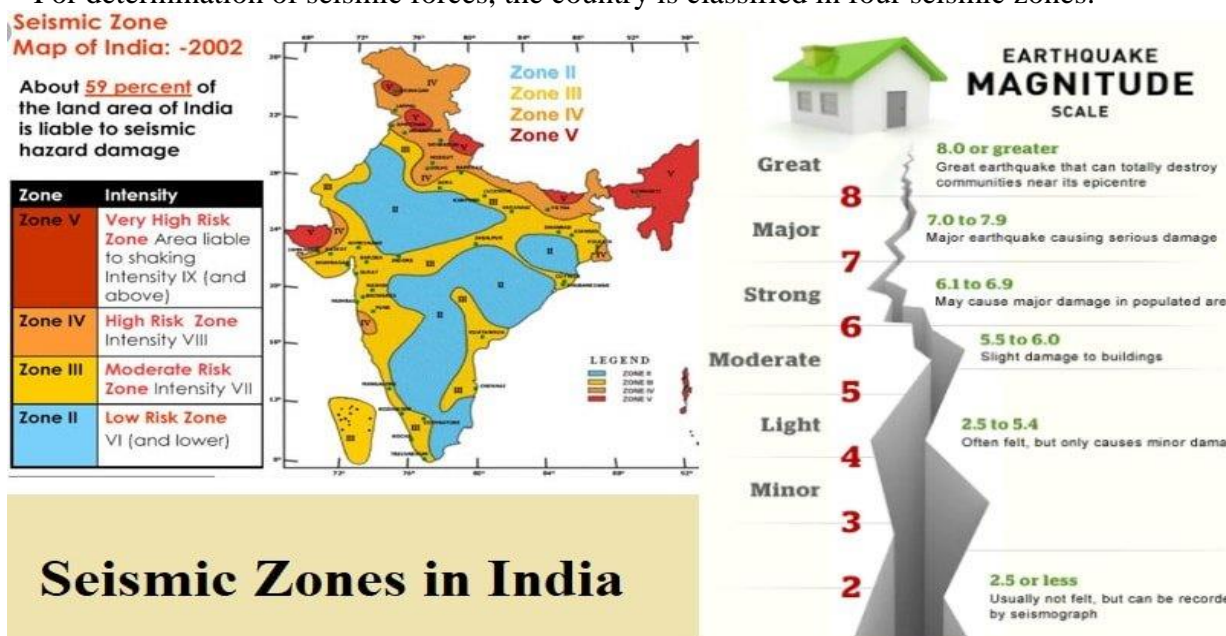 For determination of seismic forces, the country is classified in four seismic zones.
Seismic Zone
Map of India: -2002
About 59 percent of
the land area of India
is liable to seismic
hazard damage
Zone Intensity
Zone V Very High Risk
Zone Area liable
to shaking
Intensity IX (and
above)
Zone IV High Risk Zone
Intensity VIII
Zone III Moderate Risk
Zone Intensity VII
Zone II Low Risk Zone
VI (and lower)
Zone II
Zone III
Zone IV
Zone V
LEGEND
ZONE II
ZONE III
ZONE IV
ZONE V
Seismic Zones in India
EARTHQUAKE
MAGNITUDE
SCALE
Great
8.0 or greater
Great earthquake that can totally destroy
communities near its epicentre
8
Major
7.0 to 7.9
Major earthquake causing serious damage
7
Strong
6.1 to 6.9
May cause major damage in populated are
6
5.5 to 6.0
Slight damage to buildings
Moderate
5
Light
2.5 to 5.4
Often felt, but only causes minor dama
4
Minor
3
2.5 or less
Usually not felt, but can be recorde
by seismograph
2